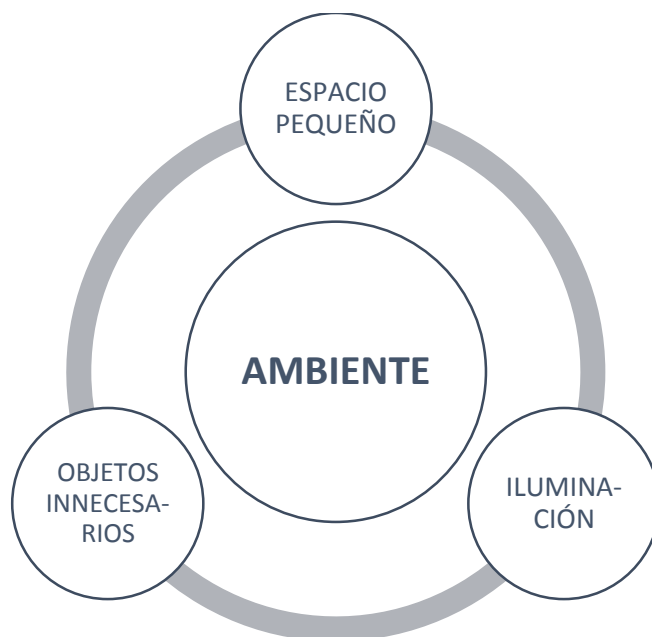 ESPACIO
PEQUEÑO
AMBIENTE
OBJETOS
INNECESA-
RIOS
ILUMINA-
CIÓN